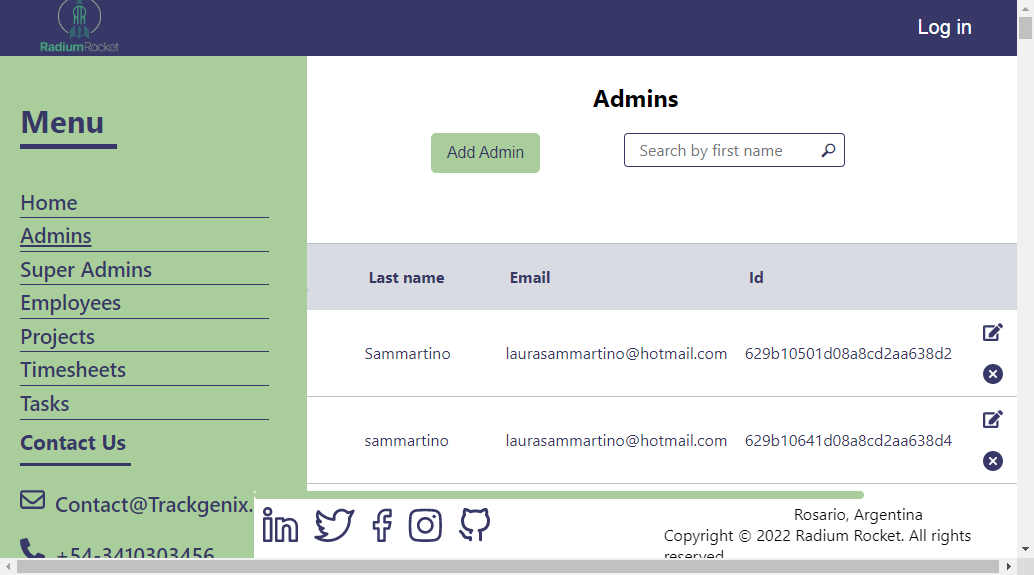 RadiumRocket
Log in
Menu
Home
Admins
Super Admins
Employees
Projects
Timesheets
Tasks
Contact Us
Contact@Trackgenix.
+54-3410303456
Admins
Add Admin
Search by first name
Last name Email Id
Sammartino laurasammartino@hotmail.com 629b10501d08a8cd2aa638d2
sammartino laurasammartino@hotmail.com 629b10641d08a8cd2aa638d4
Rosario, Argentina
Copyright © 2022 Radium Rocket. All rights
reserved